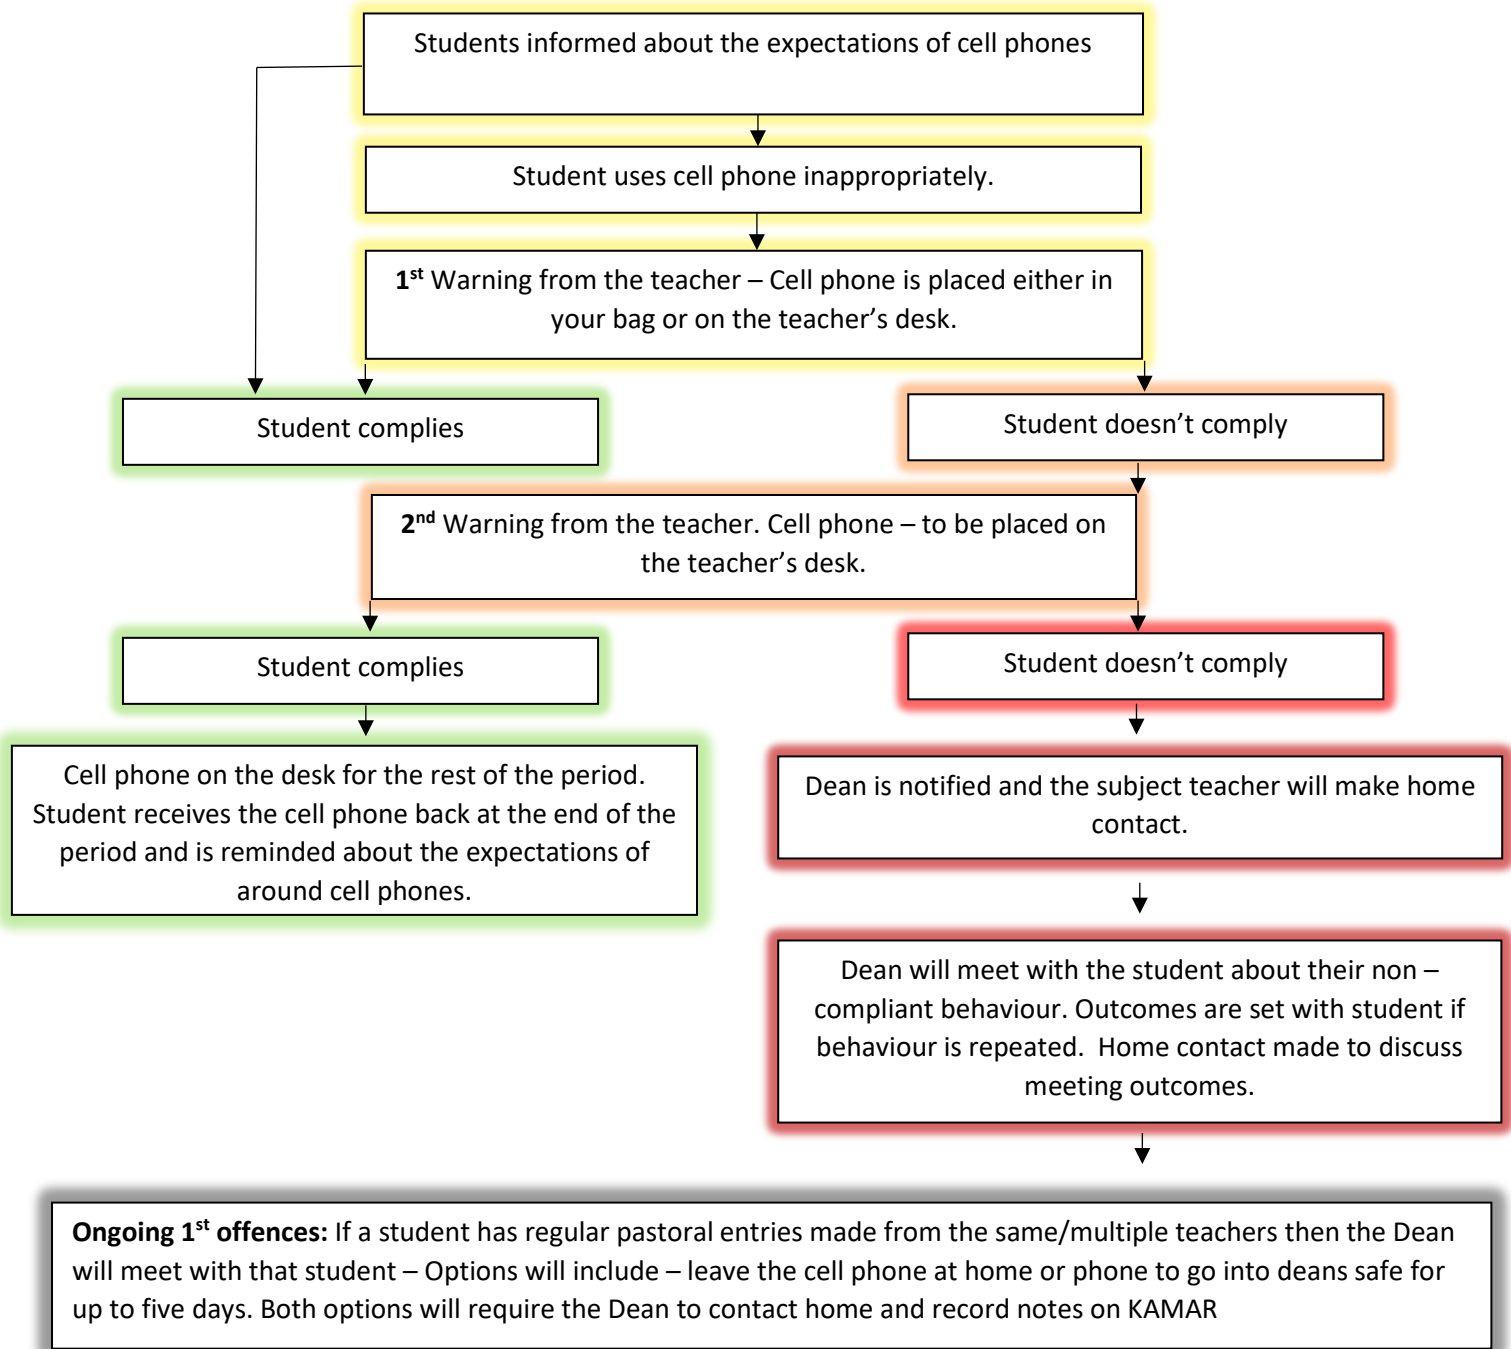 Students informed about the expectations of cell phones
Student uses cell phone inappropriately.
1st Warning from the teacher – Cell phone is placed either in
your bag or on the teacher’s desk.
Student complies
Student doesn’t comply
2nd Warning from the teacher. Cell phone – to be placed on
the teacher’s desk.
Student complies
Student doesn’t comply
Cell phone on the desk for the rest of the period.
Student receives the cell phone back at the end of the
period and is reminded about the expectations of
around cell phones.
Dean is notified and the subject teacher will make home
contact.
Dean will meet with the student about their non –
compliant behaviour. Outcomes are set with student if
behaviour is repeated.  Home contact made to discuss
meeting outcomes.
Ongoing 1st offences: If a student has regular pastoral entries made from the same/multiple teachers then the Dean
will meet with that student – Options will include – leave the cell phone at home or phone to go into deans safe for
up to five days. Both options will require the Dean to contact home and record notes on KAMAR